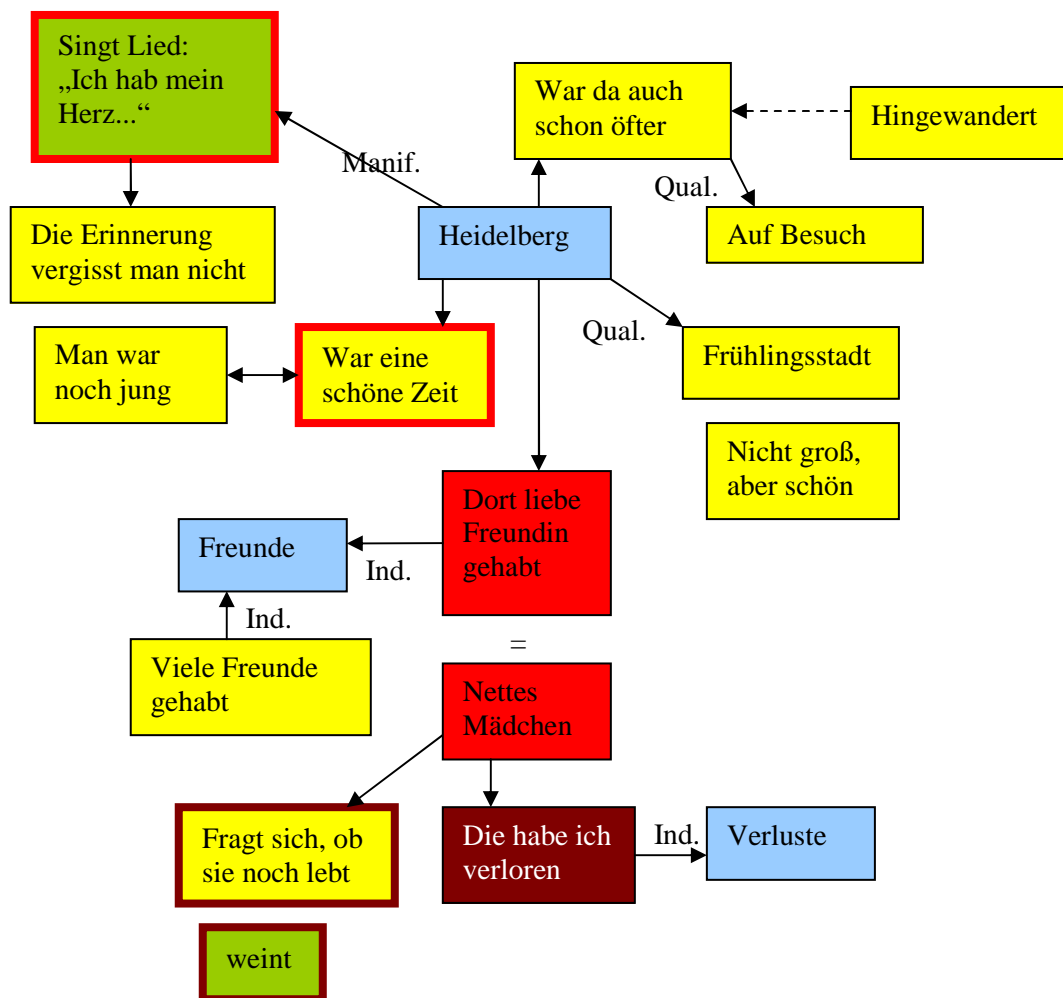 Singt Lied:
„Ich hab mein
Herz...“
War da auch
schon öfter
Hingewandert
Manif.
Qual.
Die Erinnerung
vergisst man nicht
Heidelberg
Auf Besuch
Qual.
Man war
noch jung
War eine
schöne Zeit
Frühlingsstadt
Nicht groß,
aber schön
Dort liebe
Freundin
gehabt
Freunde
Ind.
Ind.
=
Viele Freunde
gehabt
Nettes
Mädchen
Fragt sich, ob
sie noch lebt
Die habe ich
verloren
Ind.
Verluste
weint